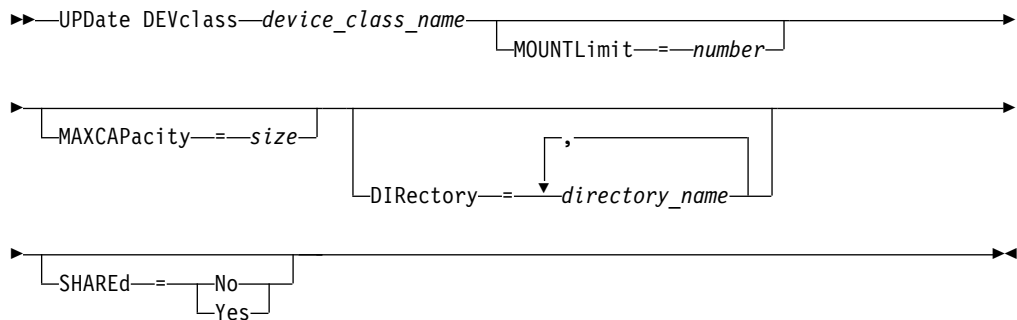 UPDate DEVclass device_class_name
MOUNTLimit = number
MAXCAPacity = size
,
DIRectory = directory_name
SHAREd = No
Yes